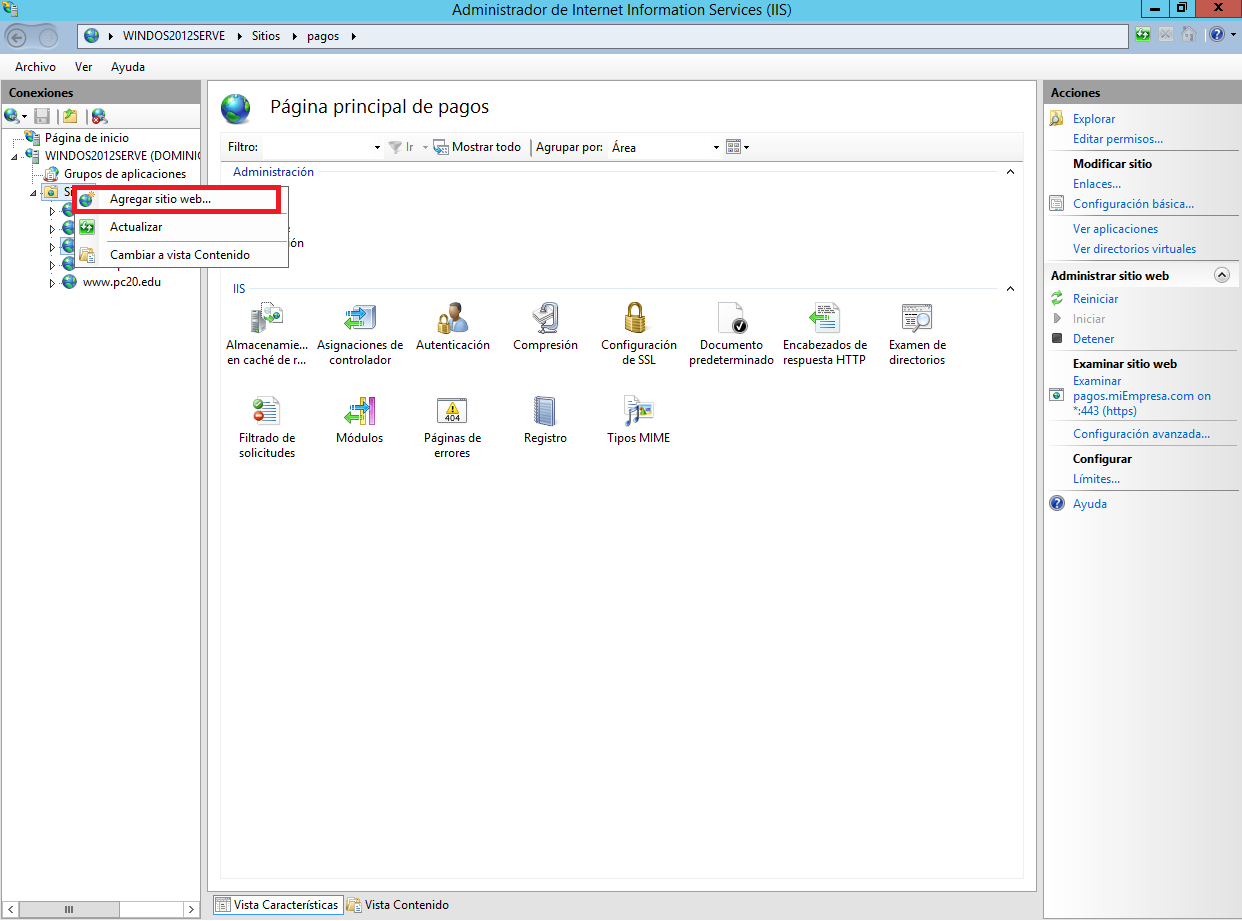 Administrador de Internet Information Services (IIS)
WINDOS2012SERVE
Sitios
pagos
Archivo
Ver
Ayuda
Conexiones
Página de inicio
WINDOS2012SERVE (DOMINI
Grupos de aplicaciones
Agregar sitio web...
Actualizar
Cambiar a vista Contenido
www.pc20.edu
Página principal de pagos
Filtro:
Ir
Mostrar todo
Agrupar por:
Área
Administración
IIS
Almacenamie...
en caché de r...
Asignaciones de
controlador
Autenticación
Compresión
Configuración
de SSL
Documento
predeterminado
Encabezados de
respuesta HTTP
Examen de
directorios
Filtrado de
solicitudes
Módulos
404
Páginas de
errores
Registro
Tipos MIME
Vista Características
Vista Contenido
Acciones
Explorar
Editar permisos...
Modificar sitio
Enlaces...
Configuración básica...
Ver aplicaciones
Ver directorios virtuales
Administrar sitio web
Reiniciar
Iniciar
Detener
Examinar sitio web
Examinar
pagos.miEmpresa.com on
*:443 (https)
Configuración avanzada...
Configurar
Límites...
Ayuda